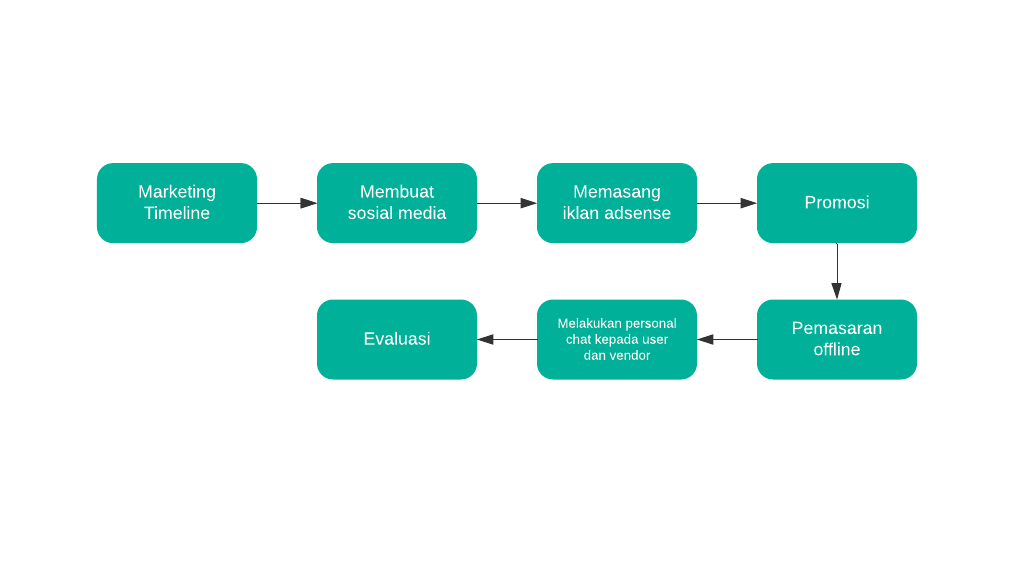 Marketing
Timeline
Membuat
sosial media
Memasang
iklan adsense
Promosi
Pemasaran
offline
Melakukan personal
chat kepada user
dan vendor
Evaluasi